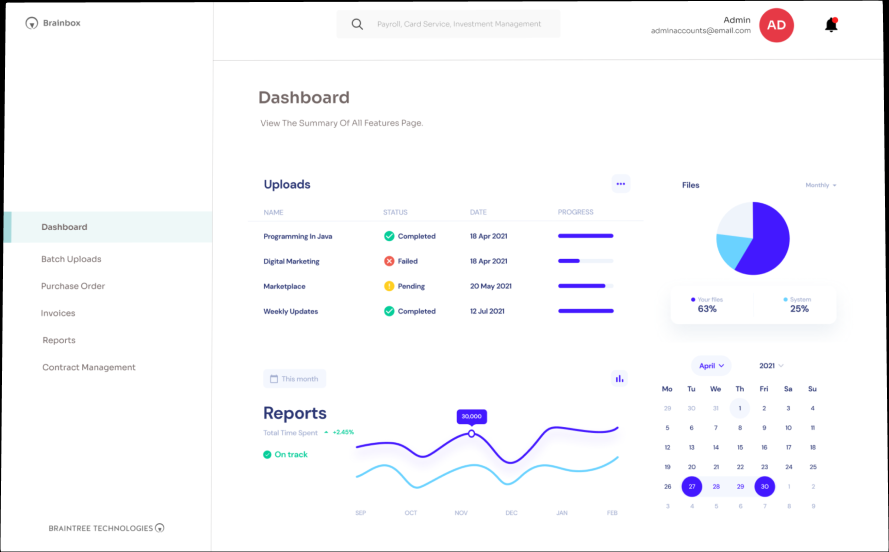 Brainbox
Payroll, Card Service, Investment Management
Admin
adminaccounts@email.com
AD
Dashboard
View The Summary Of All Features Page.
Dashboard
Batch Uploads
Purchase Order
Invoices
Reports
Contract Management
BRAINTREE TECHNOLOGIES
Uploads
NAME STATUS DATE PROGRESS
Programming In Java Completed 18 Apr 2021
Digital Marketing Failed 18 Apr 2021
Marketplace Pending 20 May 2021
Weekly Updates Completed 12 Jul 2021
Files Monthly
Your files System
63% 25%
This month
Reports
Total Time Spent +2.45%
On track
30,000
SEP OCT NOV DEC JAN FEB
April 2021
Mo Tu We Th Fri Sa Su
29 30 31 1 2 3 4
5 6 7 8 9 10 11
12 13 14 15 16 17 18
19 20 21 22 23 24 25
26 27 28 29 30 1 2
3 4 5 6 7 8 9